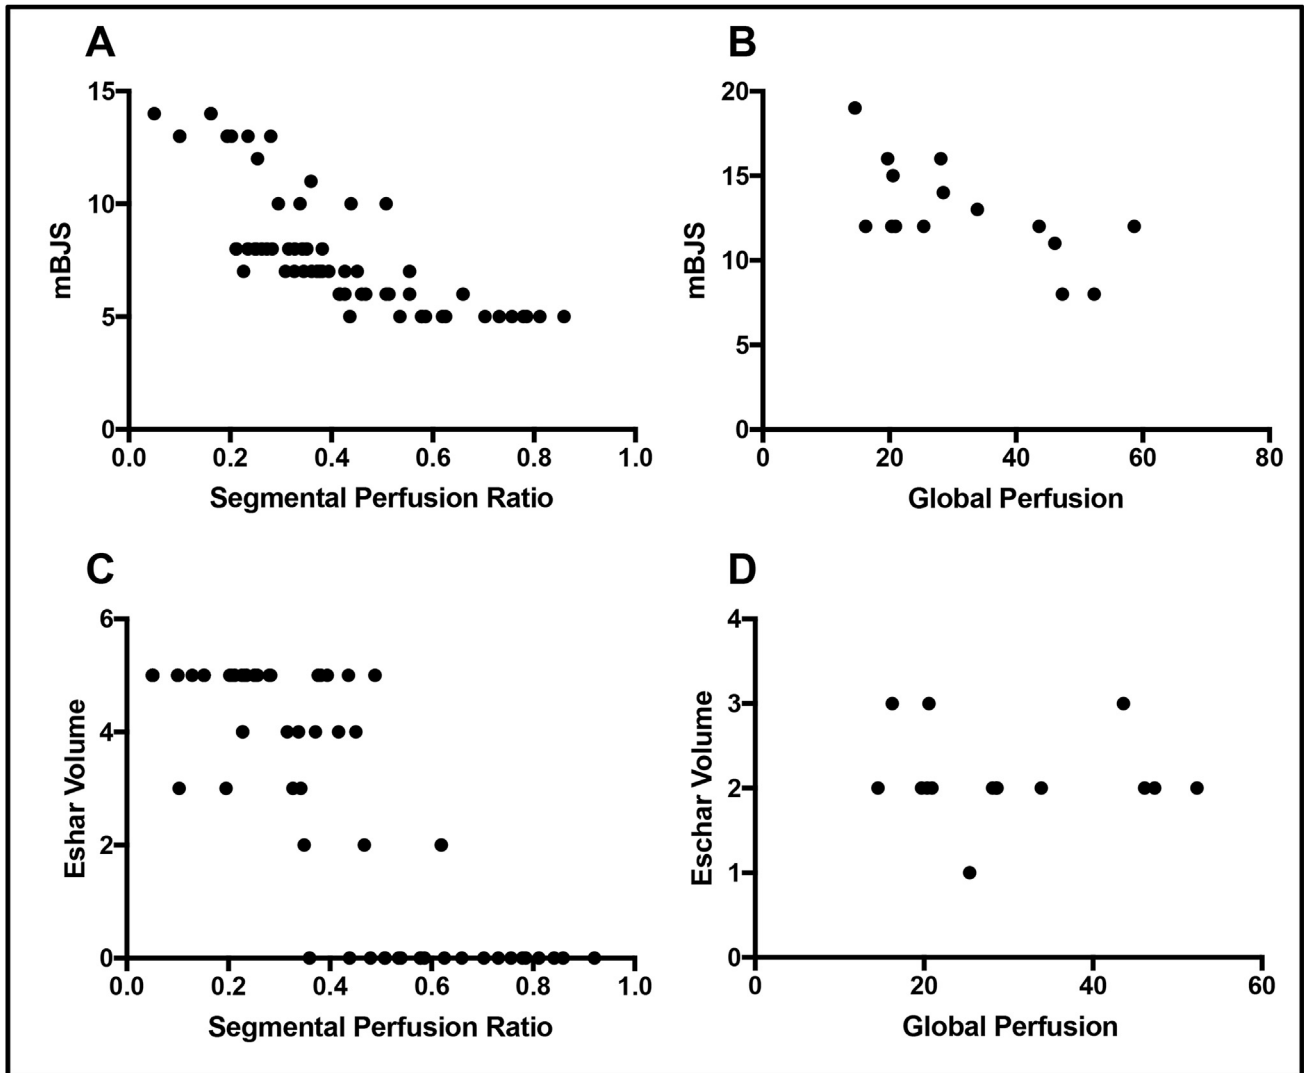 A
15
10
5
0
mBJS
0.0 0.2 0.4 0.6 0.8 1.0
Segmental Perfusion Ratio
B
20
15
10
5
0
mBJS
0 20 40 60 80
Global Perfusion
C
6
4
2
0
Eshar Volume
0.0 0.2 0.4 0.6 0.8 1.0
Segmental Perfusion Ratio
D
4
3
2
1
0
Eschar Volume
0 20 40 60
Global Perfusion